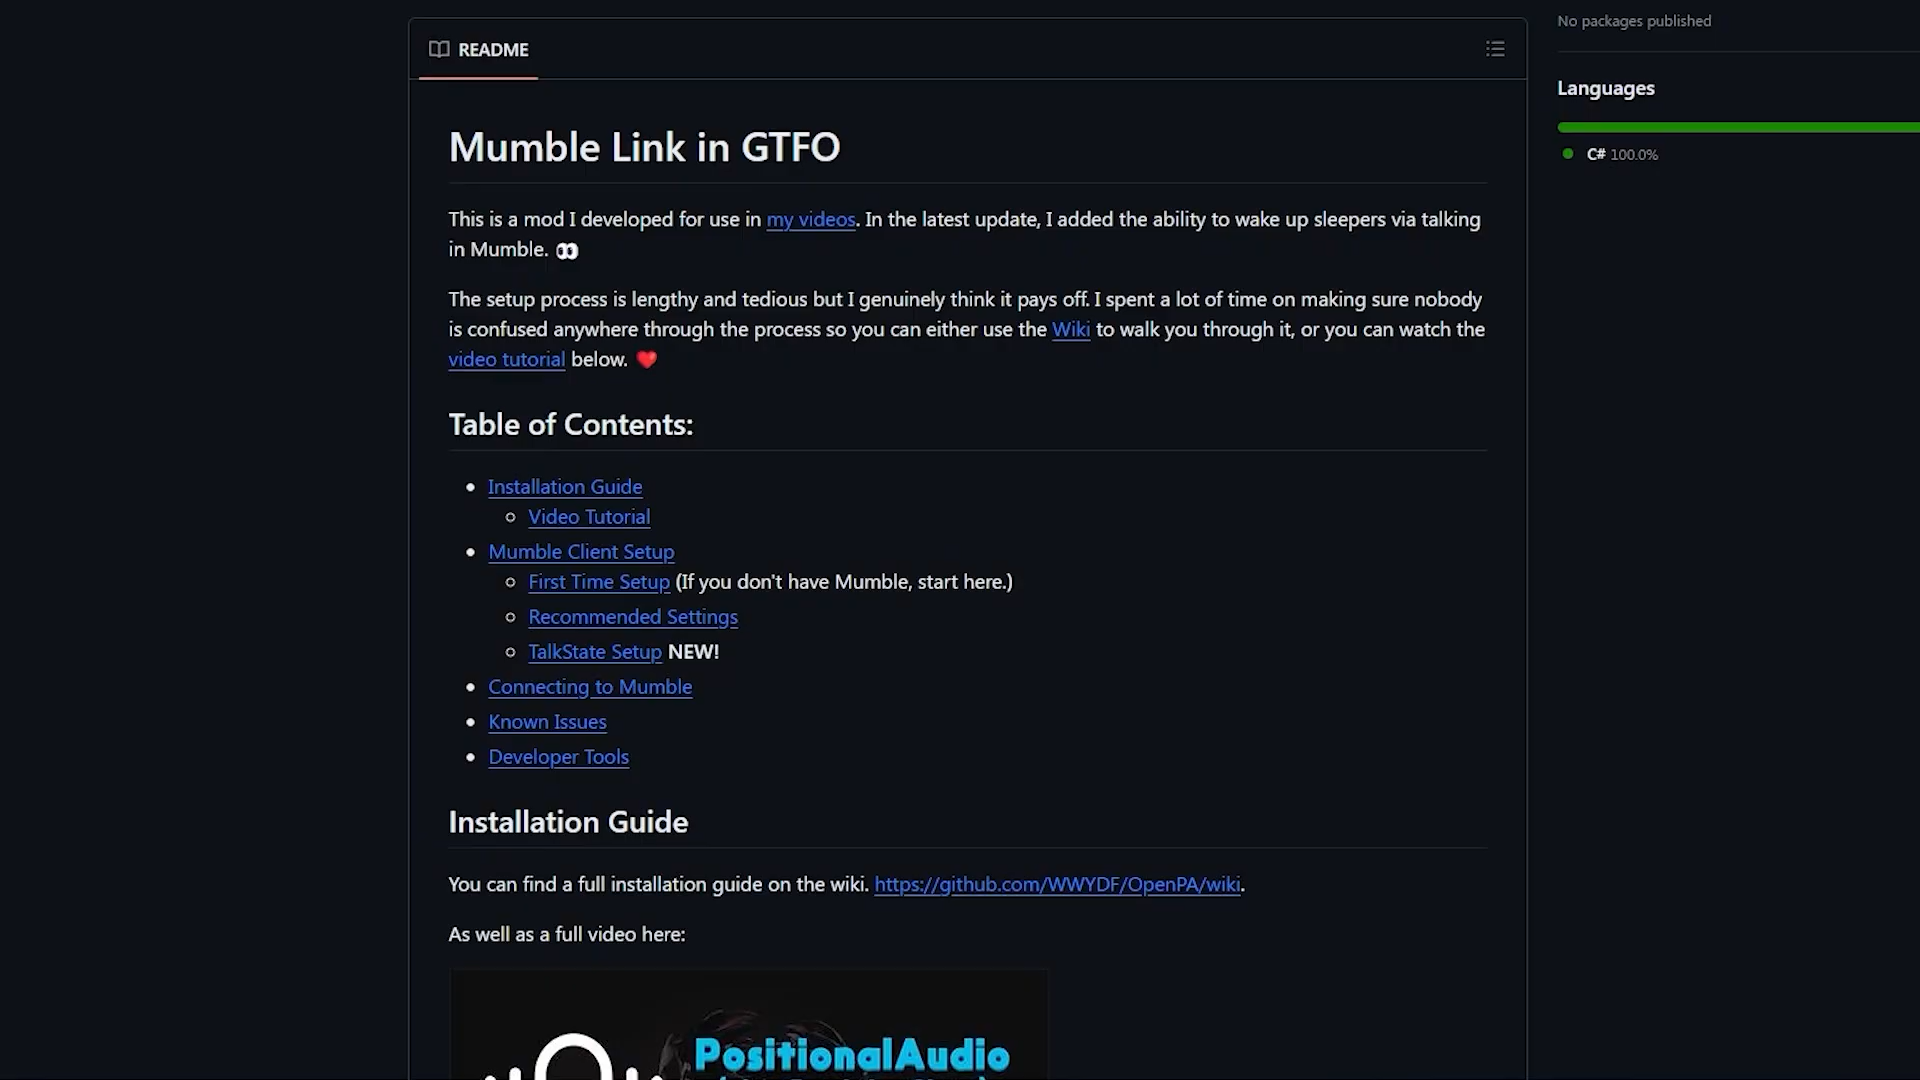 README
Mumble Link in GTFO
This is a mod I developed for use in my videos. In the latest update, I added the ability to wake up sleepers via talking
in Mumble. 👀
The setup process is lengthy and tedious but I genuinely think it pays off. I spent a lot of time on making sure nobody
is confused anywhere through the process so you can either use the Wiki to walk you through it, or you can watch the
video tutorial below. ❤️
Table of Contents:
Installation Guide
Video Tutorial
Mumble Client Setup
First Time Setup (If you don't have Mumble, start here.)
Recommended Settings
TalkState Setup NEW!
Connecting to Mumble
Known Issues
Developer Tools
Installation Guide
You can find a full installation guide on the wiki. https://github.com/WWYDF/OpenPA/wiki.
As well as a full video here:
PositionalAudio
No packages published
Languages
C# 100.0%